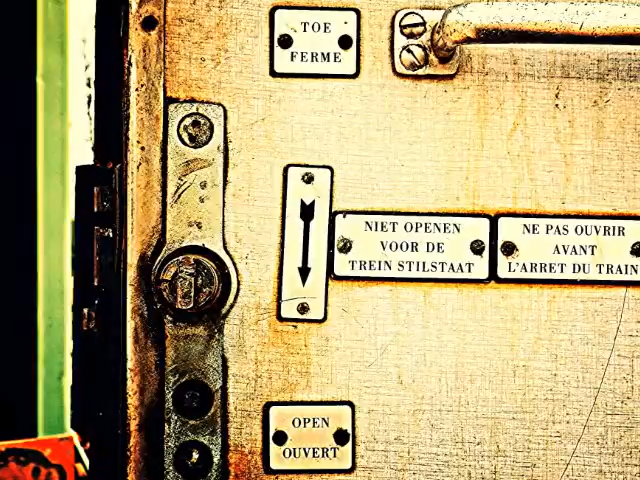 TOE
FERME
NIET OPENEN
VOOR DE
TREIN STILSTAAT
NE PAS OUVRIR
AVANT
L'ARRET DU TRAIN
OPEN
OUVERT